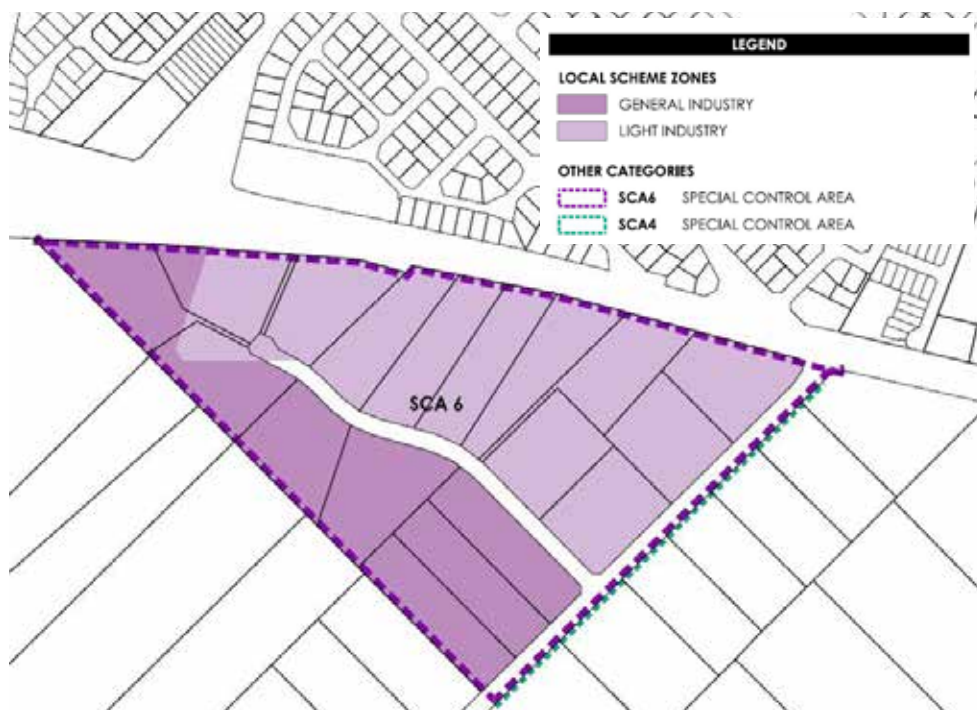 LEGEND
LOCAL SCHEME ZONES
GENERAL INDUSTRY
LIGHT INDUSTRY
OTHER CATEGORIES
SCA6 SPECIAL CONTROL AREA
SCA4 SPECIAL CONTROL AREA
SCA 6